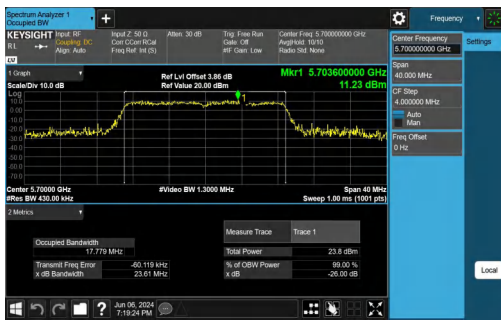 Spectrum Analyzer 1
Occupied BW
+
Frequency
KEYSIGHT Input: RF Input Z: 50 Ω Atten: 30 dB Trig: Free Run Center Freq: 5.700000000 GHz
RL Coupling: DC Corr CCorr RCal Gate: Off Avg|Hold: 10/10
Align: Auto Freq Ref: Int (S) #IF Gain: Low Radio Std: None
Center Frequency
5.700000000 GHz
Settings
Span
40.000 MHz
CF Step
4.000000 MHz
Auto
Man
Freq Offset
0 Hz
Local
1 Graph
Scale/Div 10.0 dB
Ref Lvl Offset 3.86 dB
Ref Value 20.00 dBm
Mkr1 5.703600000 GHz
11.23 dBm
Log
10.0
0.00
-10.0
-20.0
-30.0
-40.0
-50.0
-60.0
-70.0
1
Center 5.70000 GHz #Video BW 1.3000 MHz Span 40 MHz
#Res BW 430.00 kHz Sweep 1.00 ms (1001 pts)
2 Metrics
Measure Trace Trace 1
Occupied Bandwidth
17.779 MHz Total Power 23.8 dBm
Transmit Freq Error -60.119 kHz % of OBW Power 99.00 %
x dB Bandwidth 23.61 MHz x dB -26.00 dB
?
Jun 06, 2024
7:19:24 PM